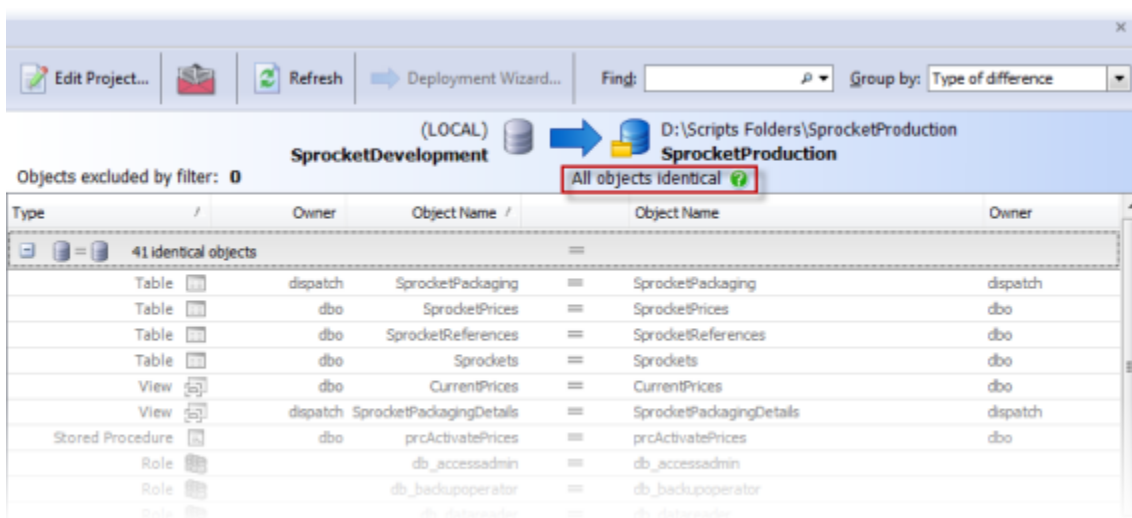 Edit Project... Refresh Deployment Wizard... Find: Group by: Type of difference
(LOCAL) D:\Scripts Folders\SprocketProduction
SprocketDevelopment SprocketProduction
Objects excluded by filter: 0 All objects identical
Type Owner Object Name Object Name Owner
= 41 identical objects =
Table dispatch SprocketPackaging = SprocketPackaging dispatch
Table dbo SprocketPrices = SprocketPrices dbo
Table dbo SprocketReferences = SprocketReferences dbo
Table dbo Sprockets = Sprockets dbo
View dbo CurrentPrices = CurrentPrices dbo
View dispatch SprocketPackagingDetails = SprocketPackagingDetails dispatch
Stored Procedure dbo prcActivatePrices = prcActivatePrices dbo
Role db_accessadmin = db_accessadmin
Role db_backupoperator = db_backupoperator
Role db_datareader = db_datareader